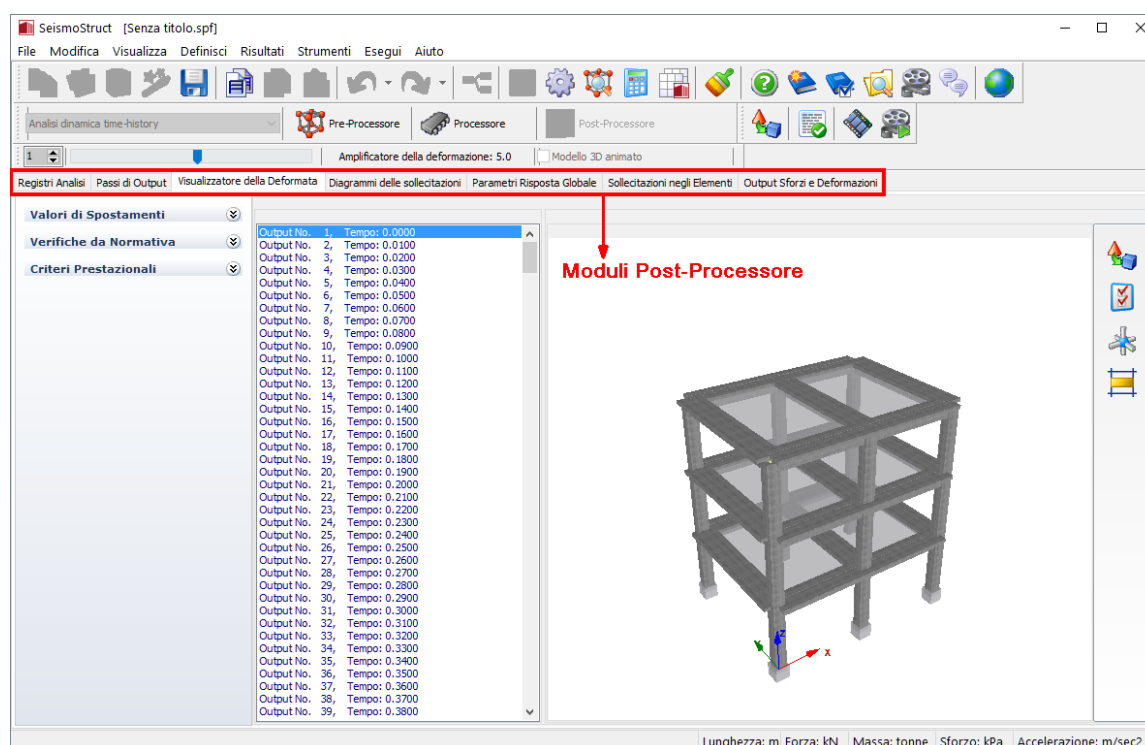 SeismoStruct [Senza titolo.spf]
File Modifica Visualizza Definisci Risultati Strumenti Esegui Aiuto
Analisi dinamica time-history Pre-Processore Processore Post-Processore
1 Amplificatore della deformazione: 5.0 Modello 3D animato
Registri Analisi Passi di Output Visualizzatore della Deformata Diagrammi delle sollecitazioni Parametri Risposta Globale Sollecitazioni negli Elementi Output Sforzi e Deformazioni
Valori di Spostamenti
Verifiche da Normativa
Criteri Prestazionali
Output No. 1, Tempo: 0.0000
Output No. 2, Tempo: 0.0100
Output No. 3, Tempo: 0.0200
Output No. 4, Tempo: 0.0300
Output No. 5, Tempo: 0.0400
Output No. 6, Tempo: 0.0500
Output No. 7, Tempo: 0.0600
Output No. 8, Tempo: 0.0700
Output No. 9, Tempo: 0.0800
Output No. 10, Tempo: 0.0900
Output No. 11, Tempo: 0.1000
Output No. 12, Tempo: 0.1100
Output No. 13, Tempo: 0.1200
Output No. 14, Tempo: 0.1300
Output No. 15, Tempo: 0.1400
Output No. 16, Tempo: 0.1500
Output No. 17, Tempo: 0.1600
Output No. 18, Tempo: 0.1700
Output No. 19, Tempo: 0.1800
Output No. 20, Tempo: 0.1900
Output No. 21, Tempo: 0.2000
Output No. 22, Tempo: 0.2100
Output No. 23, Tempo: 0.2200
Output No. 24, Tempo: 0.2300
Output No. 25, Tempo: 0.2400
Output No. 26, Tempo: 0.2500
Output No. 27, Tempo: 0.2600
Output No. 28, Tempo: 0.2700
Output No. 29, Tempo: 0.2800
Output No. 30, Tempo: 0.2900
Output No. 31, Tempo: 0.3000
Output No. 32, Tempo: 0.3100
Output No. 33, Tempo: 0.3200
Output No. 34, Tempo: 0.3300
Output No. 35, Tempo: 0.3400
Output No. 36, Tempo: 0.3500
Output No. 37, Tempo: 0.3600
Output No. 38, Tempo: 0.3700
Output No. 39, Tempo: 0.3800
Moduli Post-Processore
z
Y
x
Lunghezza: m Forza: kN Massa: tonne Sforzo: kPa Accelerazione: m/sec2